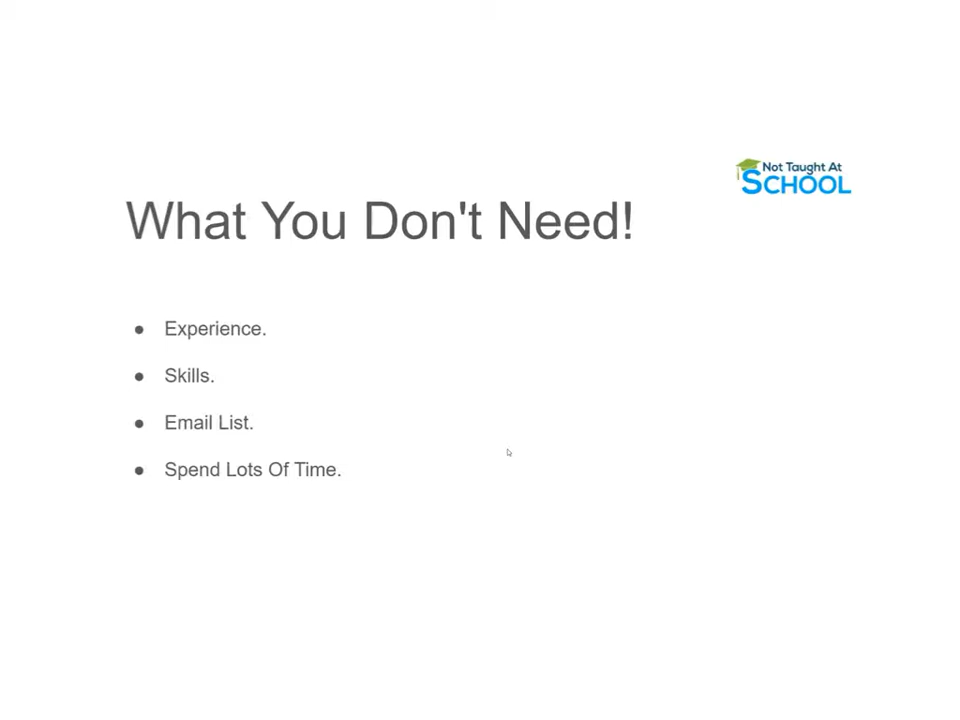 Not Taught At
SCHOOL
What You Don't Need!
● Experience.
● Skills.
● Email List.
● Spend Lots Of Time.